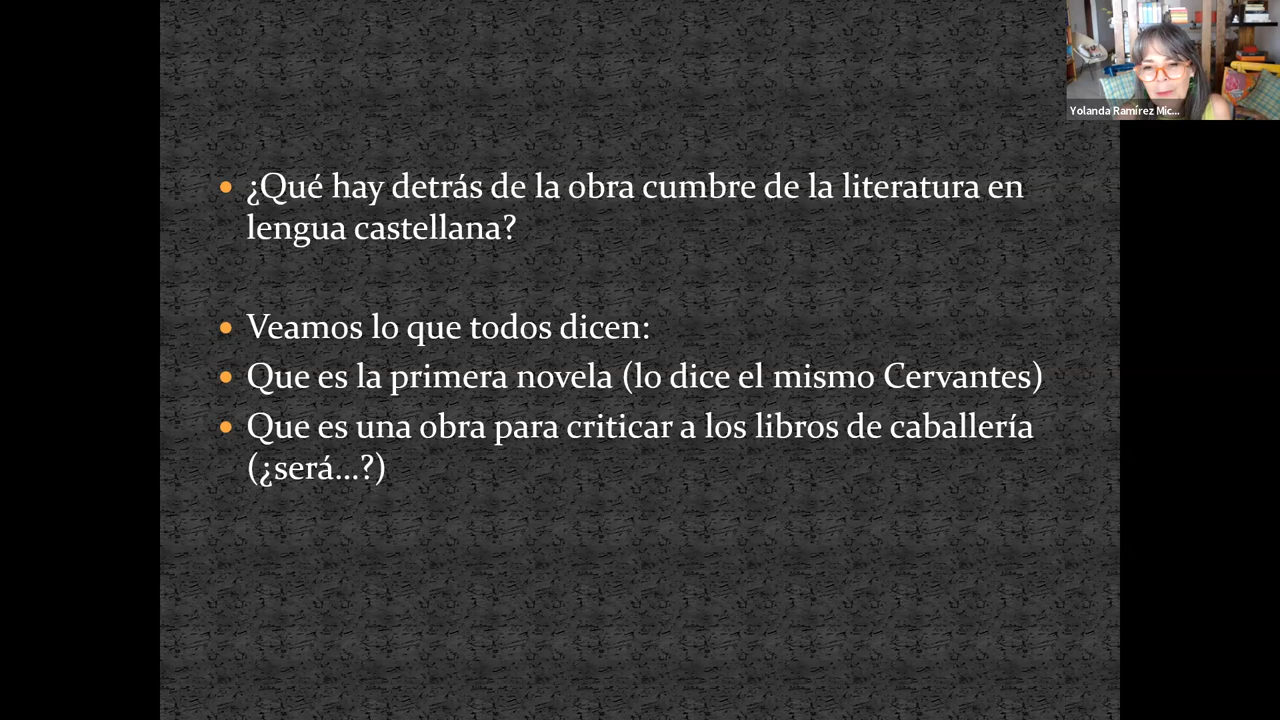 Yolanda Ramírez Mic...
• ¿Qué hay detrás de la obra cumbre de la literatura en
lengua castellana?
• Veamos lo que todos dicen:
• Que es la primera novela (lo dice el mismo Cervantes)
• Que es una obra para criticar a los libros de caballería
(¿será...?)